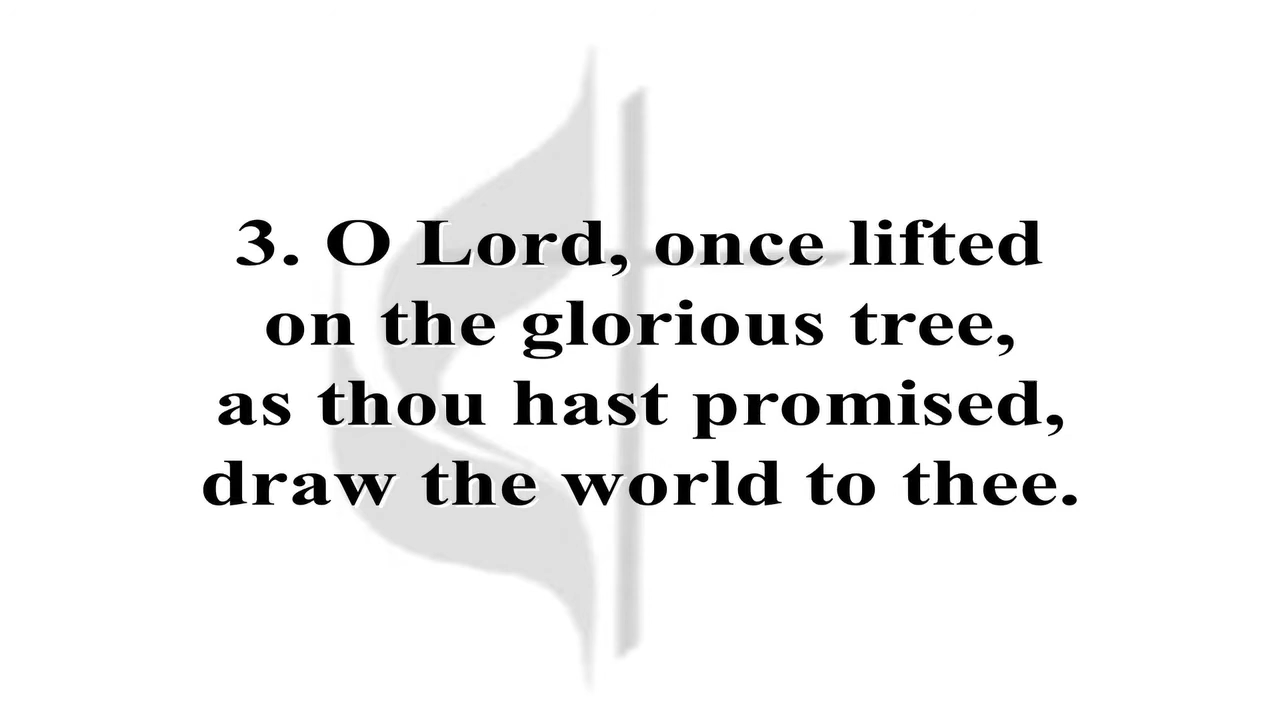 3. O Lord, once lifted
on the glorious tree,
as thou hast promised,
draw the world to thee.